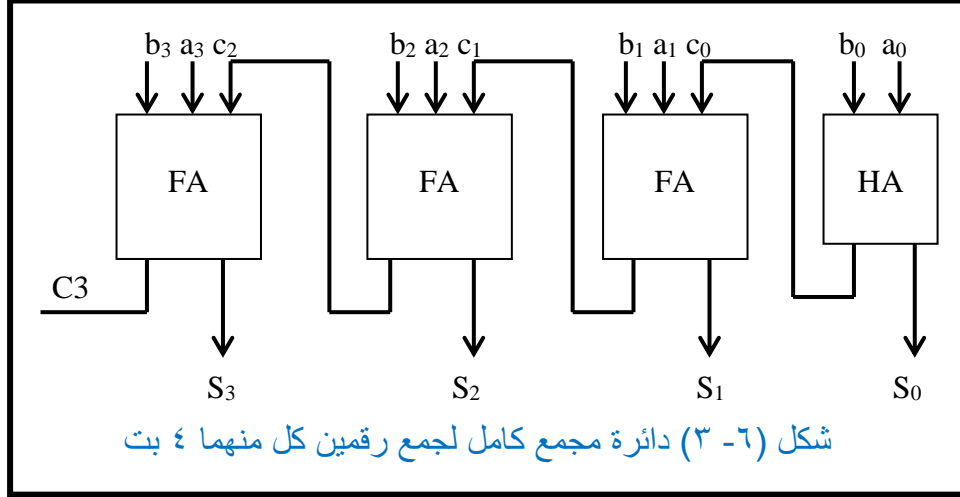 b₃ a₃ c₂ b₂ a₂ c₁ b₁ a₁ c₀ b₀ a₀
FA FA FA HA
C3
S₃ S₂ S₁ S₀
شكل (٦- ٣) دائرة مجمع كامل لجمع رقمين كل منهما ٤ بت